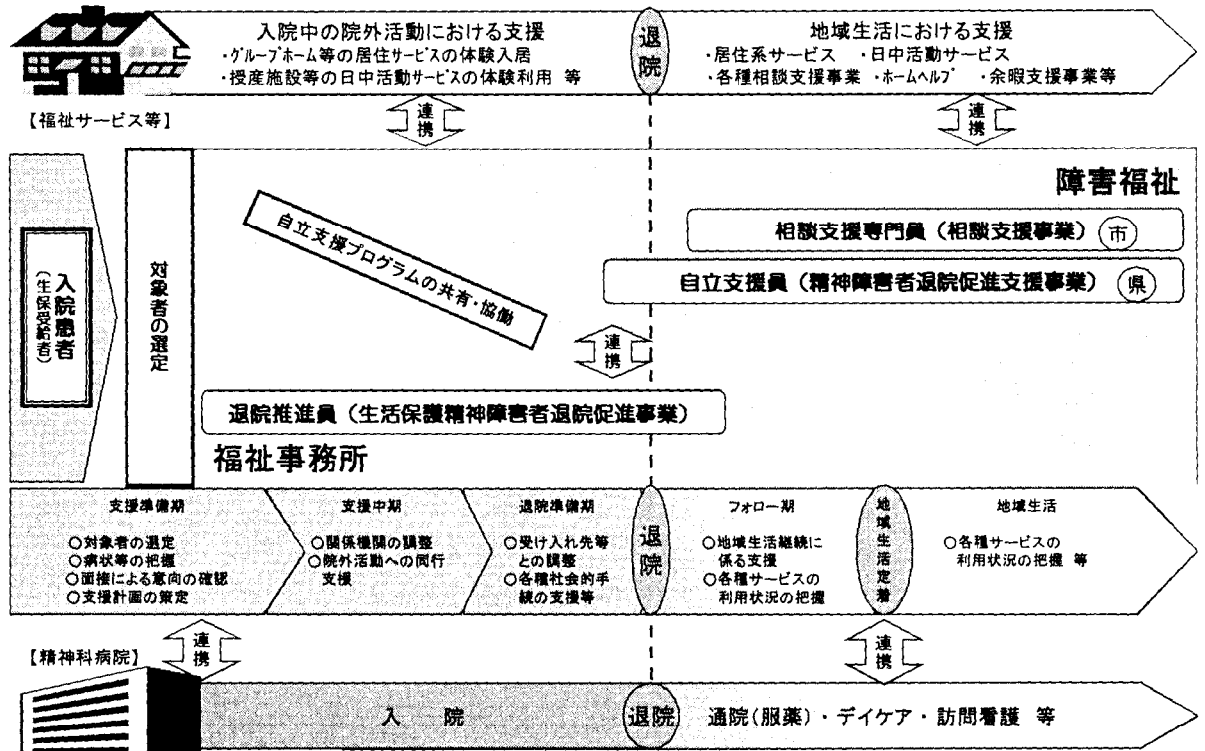 入院中の院外活動における支援
・グループホーム等の居住サービスの体験入居
・授産施設等の日中活動サービスの体験利用 等
退院
地域生活における支援
・居住系サービス ・日中活動サービス
・各種相談支援事業 ・ホームヘルプ ・余暇支援事業等
【福祉サービス等】
連携
連携
障害福祉
相談支援専門員（相談支援事業） 市
自立支援員（精神障害者退院促進支援事業） 県
入院患者
（生保受給者）
対象者の選定
自立支援プログラムの共有・協働
連携
退院推進員（生活保護精神障害者退院促進事業）
福祉事務所
支援準備期
○対象者の選定
○病状等の把握
○面接による意向の確認
○支援計画の策定
支援中期
○関係機関の調整
○院外活動への同行
支援
退院準備期
○受け入れ先等
との調整
○各種社会的手
続の支援等
退院
フォロー期
○地域生活継続に
係る支援
○各種サービスの
利用状況の把握
地域生活定着
地域生活
○各種サービスの
利用状況の把握 等
【精神科病院】
連携
連携
入 院
退院
通院(服薬)・デイケア・訪問看護 等